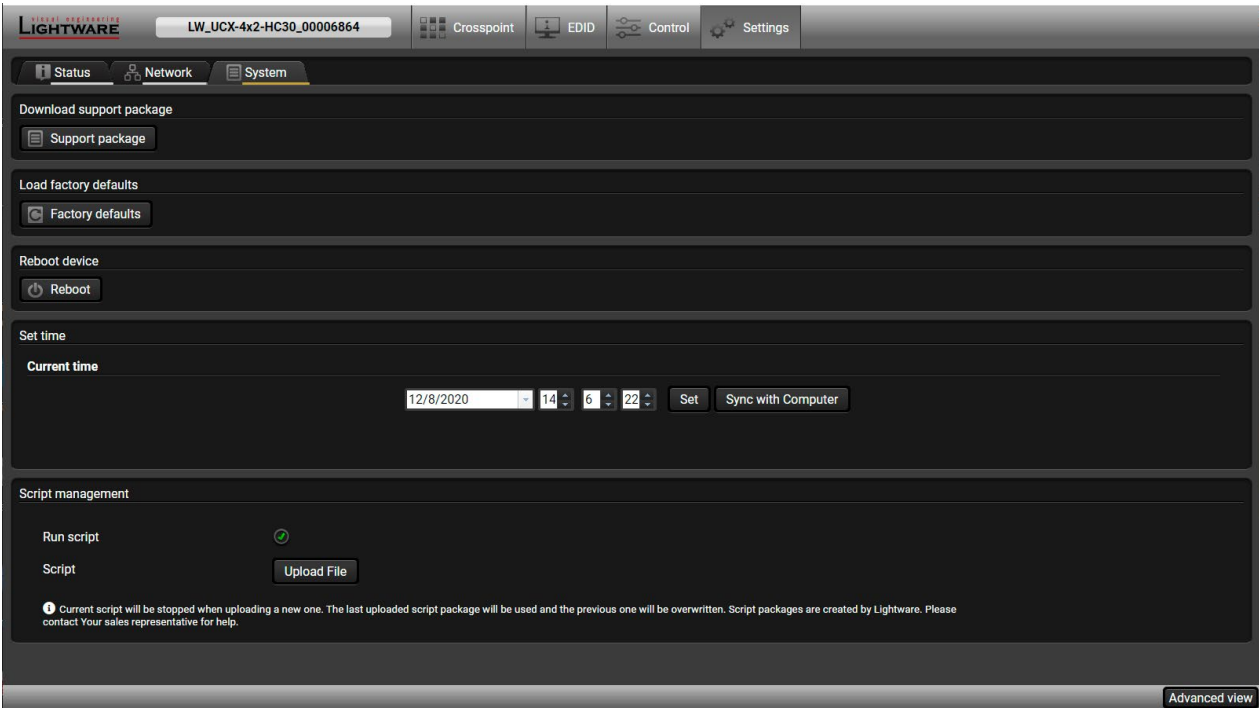 visual engineering
LIGHTWARE
LW_UCX-4x2-HC30_00006864
Crosspoint
EDID
Control
Settings
Status
Network
System
Download support package
Support package
Load factory defaults
Factory defaults
Reboot device
Reboot
Set time
Current time
12/8/2020 14 6 22 Set Sync with Computer
Script management
Run script
Script Upload File
Current script will be stopped when uploading a new one. The last uploaded script package will be used and the previous one will be overwritten. Script packages are created by Lightware. Please
contact Your sales representative for help.
Advanced view